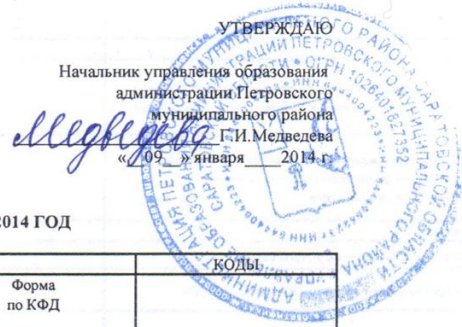 УТВЕРЖДАЮ
Начальник управления образования
администрации Петровского
муниципального района
Медведева Г.И.Медведева
« 09 » января 2014 г.
2014 ГОД
КОДЫ
Форма
по КФД